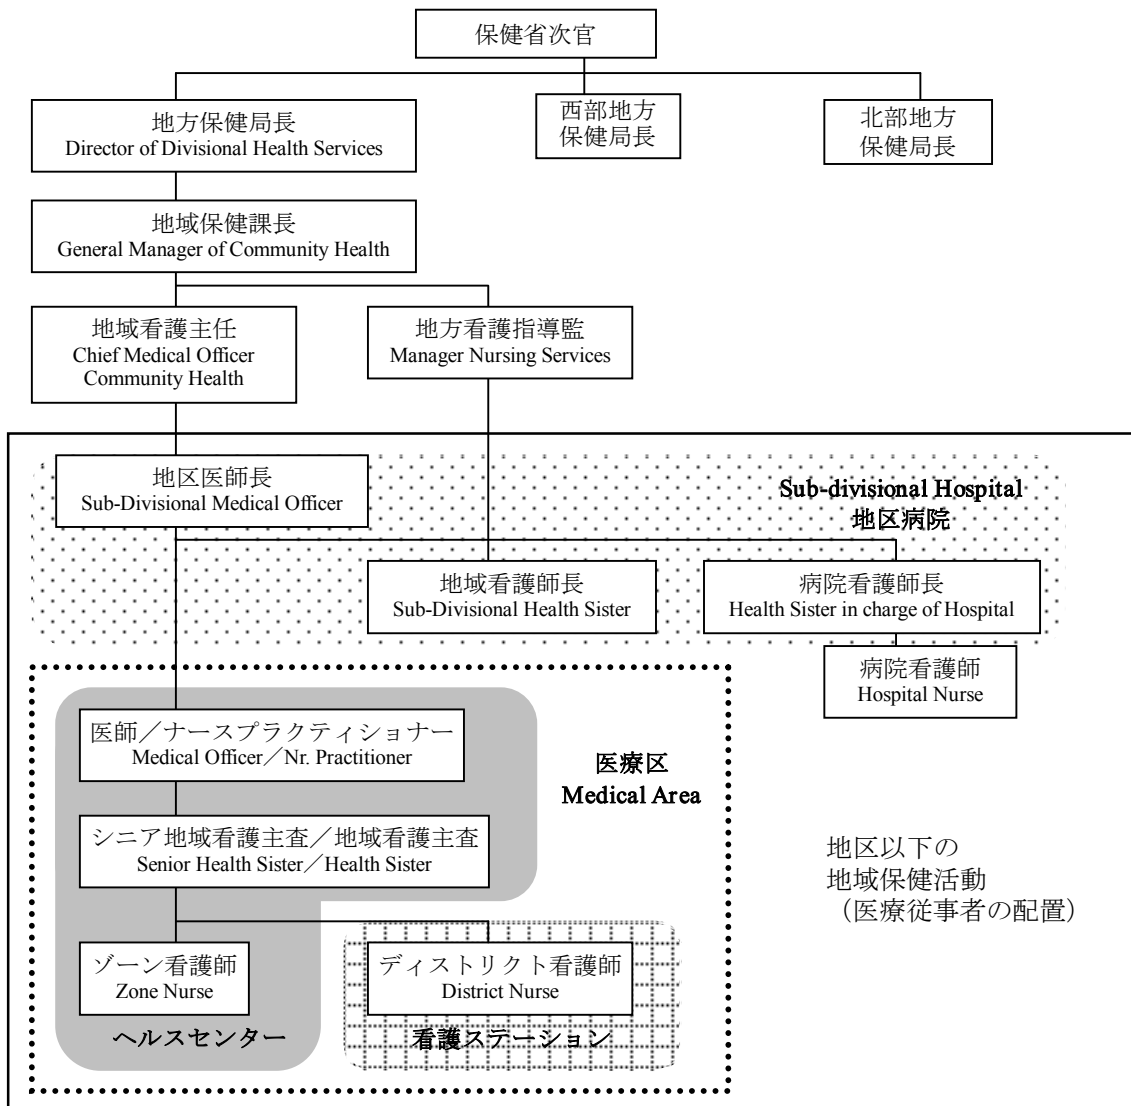 保健省次官
地方保健局長
Director of Divisional Health Services
西部地方
保健局長
北部地方
保健局長
地域保健課長
General Manager of Community Health
地域看護主任
Chief Medical Officer
Community Health
地方看護指導監
Manager Nursing Services
地区医師長
Sub-Divisional Medical Officer
Sub-divisional Hospital
地区病院
地域看護師長
Sub-Divisional Health Sister
病院看護師長
Health Sister in charge of Hospital
病院看護師
Hospital Nurse
医師／ナースプラクティショナー
Medical Officer／Nr. Practitioner
医療区
Medical Area
シニア地域看護主査／地域看護主査
Senior Health Sister／Health Sister
地区以下の
地域保健活動
（医療従事者の配置）
ゾーン看護師
Zone Nurse
ディストリクト看護師
District Nurse
ヘルスセンター
看護ステーション